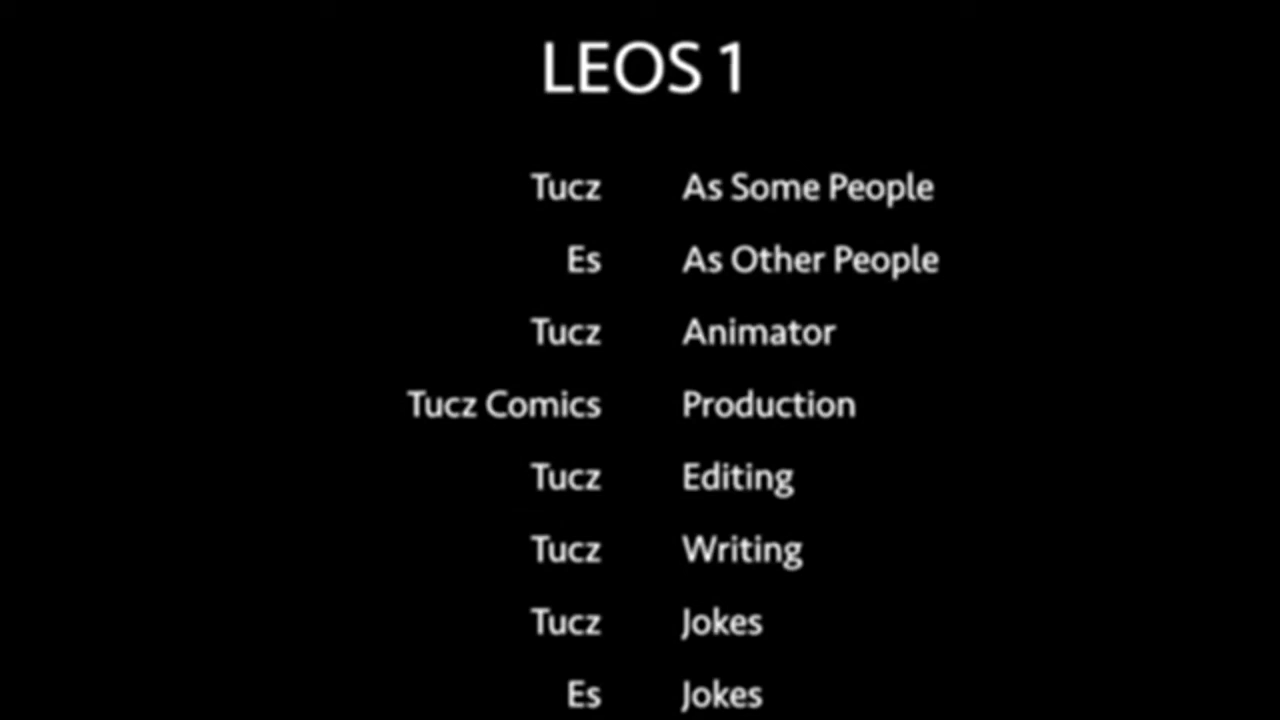 LEOS 1
Tucz As Some People
Es As Other People
Tucz Animator
Tucz Comics Production
Tucz Editing
Tucz Writing
Tucz Jokes
Es Jokes